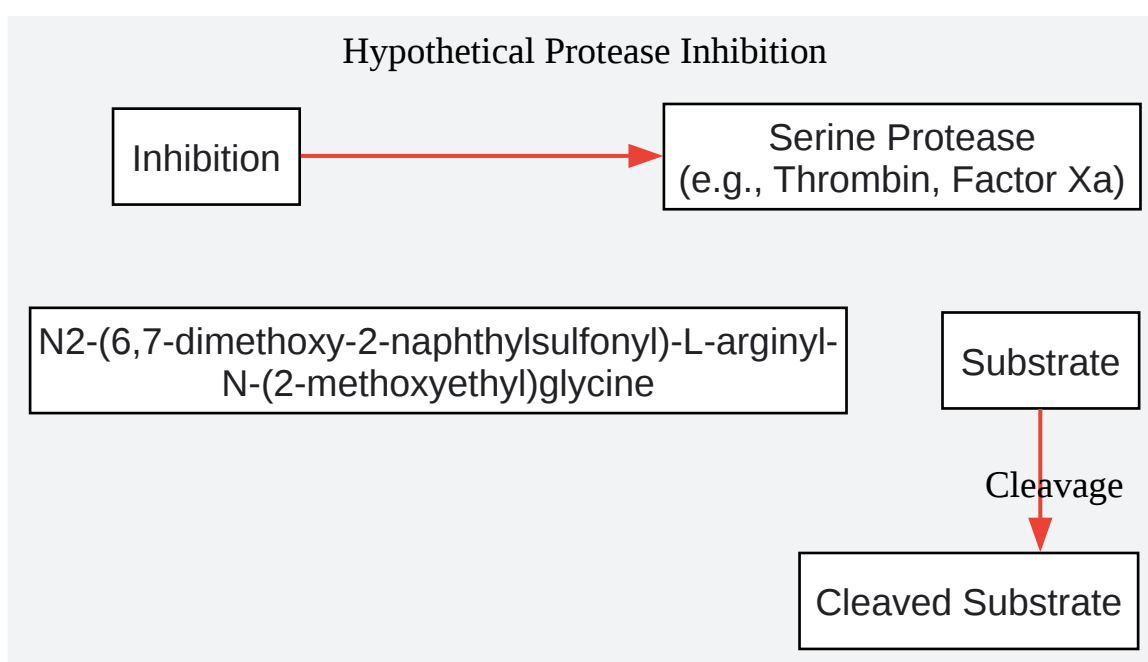 Hypothetical Protease Inhibition
Inhibition
Serine Protease
(e.g., Thrombin, Factor Xa)
N2-(6,7-dimethoxy-2-naphthylsulfonyl)-L-arginyl-
N-(2-methoxyethyl)glycine
Substrate
Cleavage
Cleaved Substrate